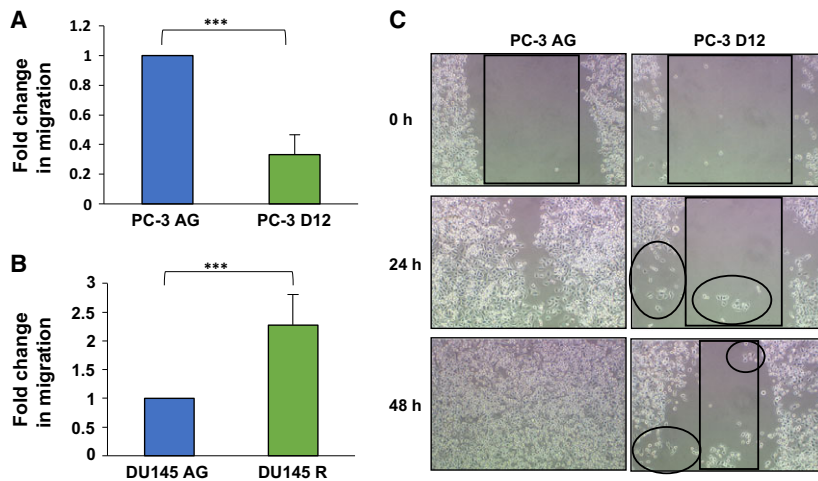 A
Fold change
in migration
1.2
1
0.8
0.6
0.4
0.2
0
***
PC-3 AG
PC-3 D12
B
Fold change
in migration
3
2.5
2
1.5
1
0.5
0
***
DU145 AG
DU145 R
C
PC-3 AG
PC-3 D12
0 h
24 h
48 h